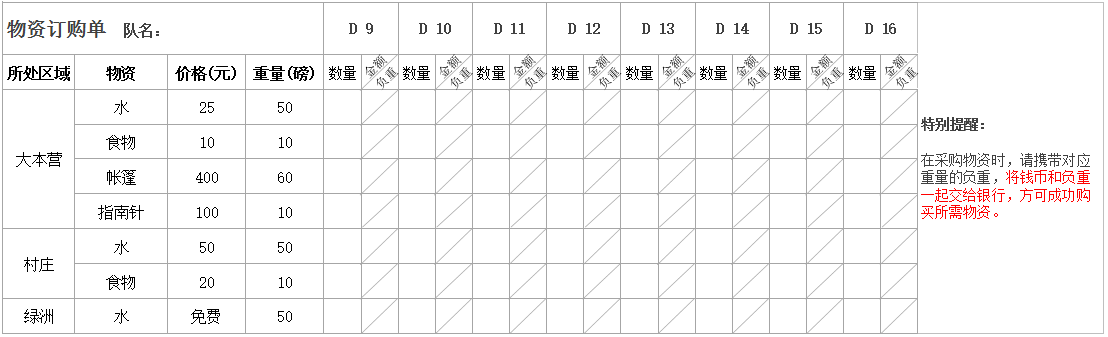 物资订购单 队名: D 9 D 10 D 11 D 12 D 13 D 14 D 15 D 16
所处区域 物资 价格(元) 重量(磅) 数量 金额 负重 数量 金额 负重 数量 金额 负重 数量 金额 负重 数量 金额 负重 数量 金额 负重 数量 金额 负重 数量 金额 负重
大本营
水 25 50
食物 10 10
帐篷 400 60
指南针 100 10
村庄
水 50 50
食物 20 10
绿洲 水 免费 50
特别提醒:
在采购物资时,请携带对应
重量的负重,将钱币和负重
一起交给银行,方可成功购
买所需物资。